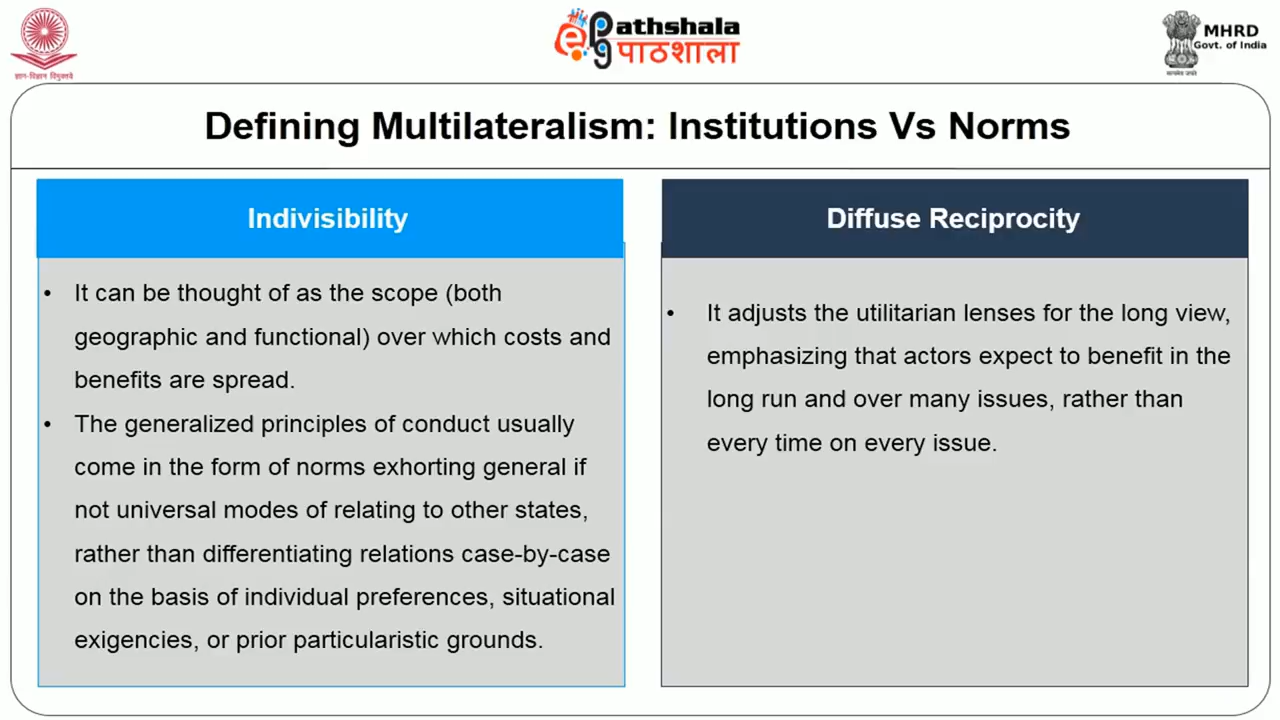 ज्ञान-विज्ञान विमुक्तये
ePathshala
पाठशाला
MHRD
Govt. of India
सत्यमेव जयते
Defining Multilateralism: Institutions Vs Norms
Indivisibility
• It can be thought of as the scope (both
geographic and functional) over which costs and
benefits are spread.
• The generalized principles of conduct usually
come in the form of norms exhorting general if
not universal modes of relating to other states,
rather than differentiating relations case-by-case
on the basis of individual preferences, situational
exigencies, or prior particularistic grounds.
Diffuse Reciprocity
• It adjusts the utilitarian lenses for the long view,
emphasizing that actors expect to benefit in the
long run and over many issues, rather than
every time on every issue.